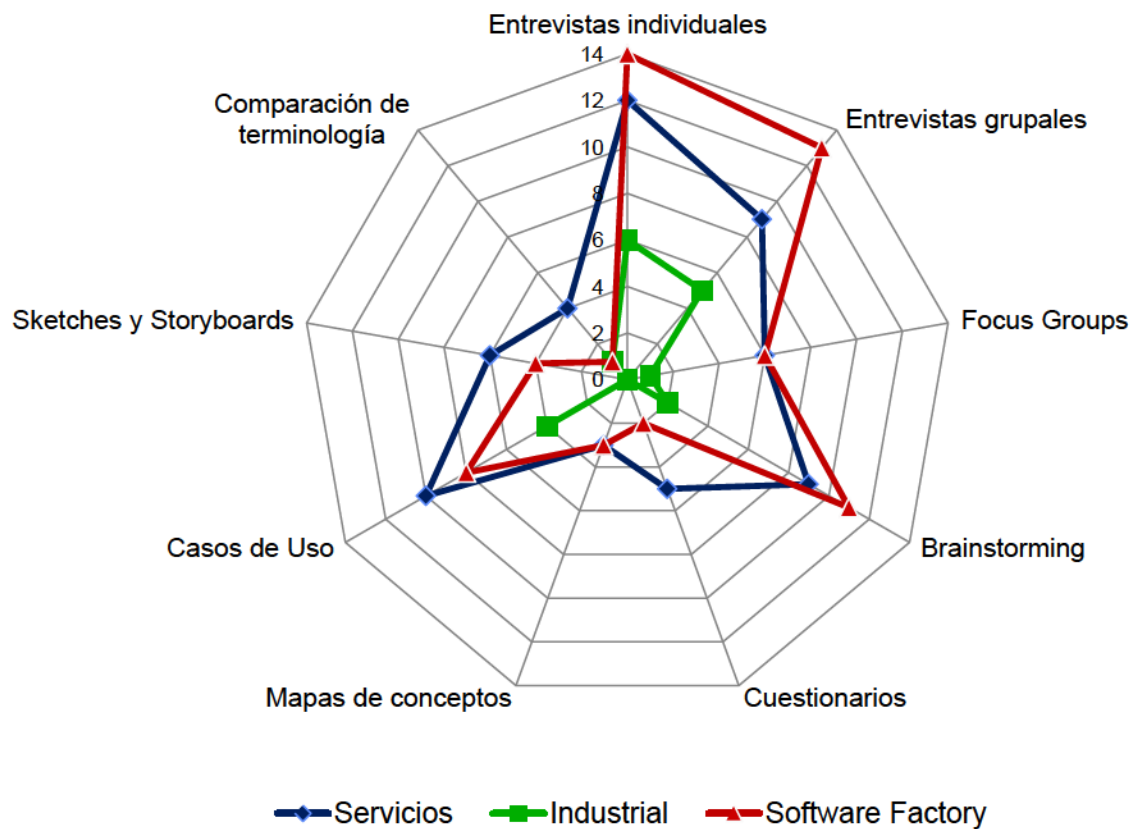 Entrevistas individuales
14
12
10
8
6
4
2
0
Entrevistas grupales
Focus Groups
Brainstorming
Cuestionarios
Mapas de conceptos
Casos de Uso
Sketches y Storyboards
Comparación de
terminología
Servicios
Industrial
Software Factory